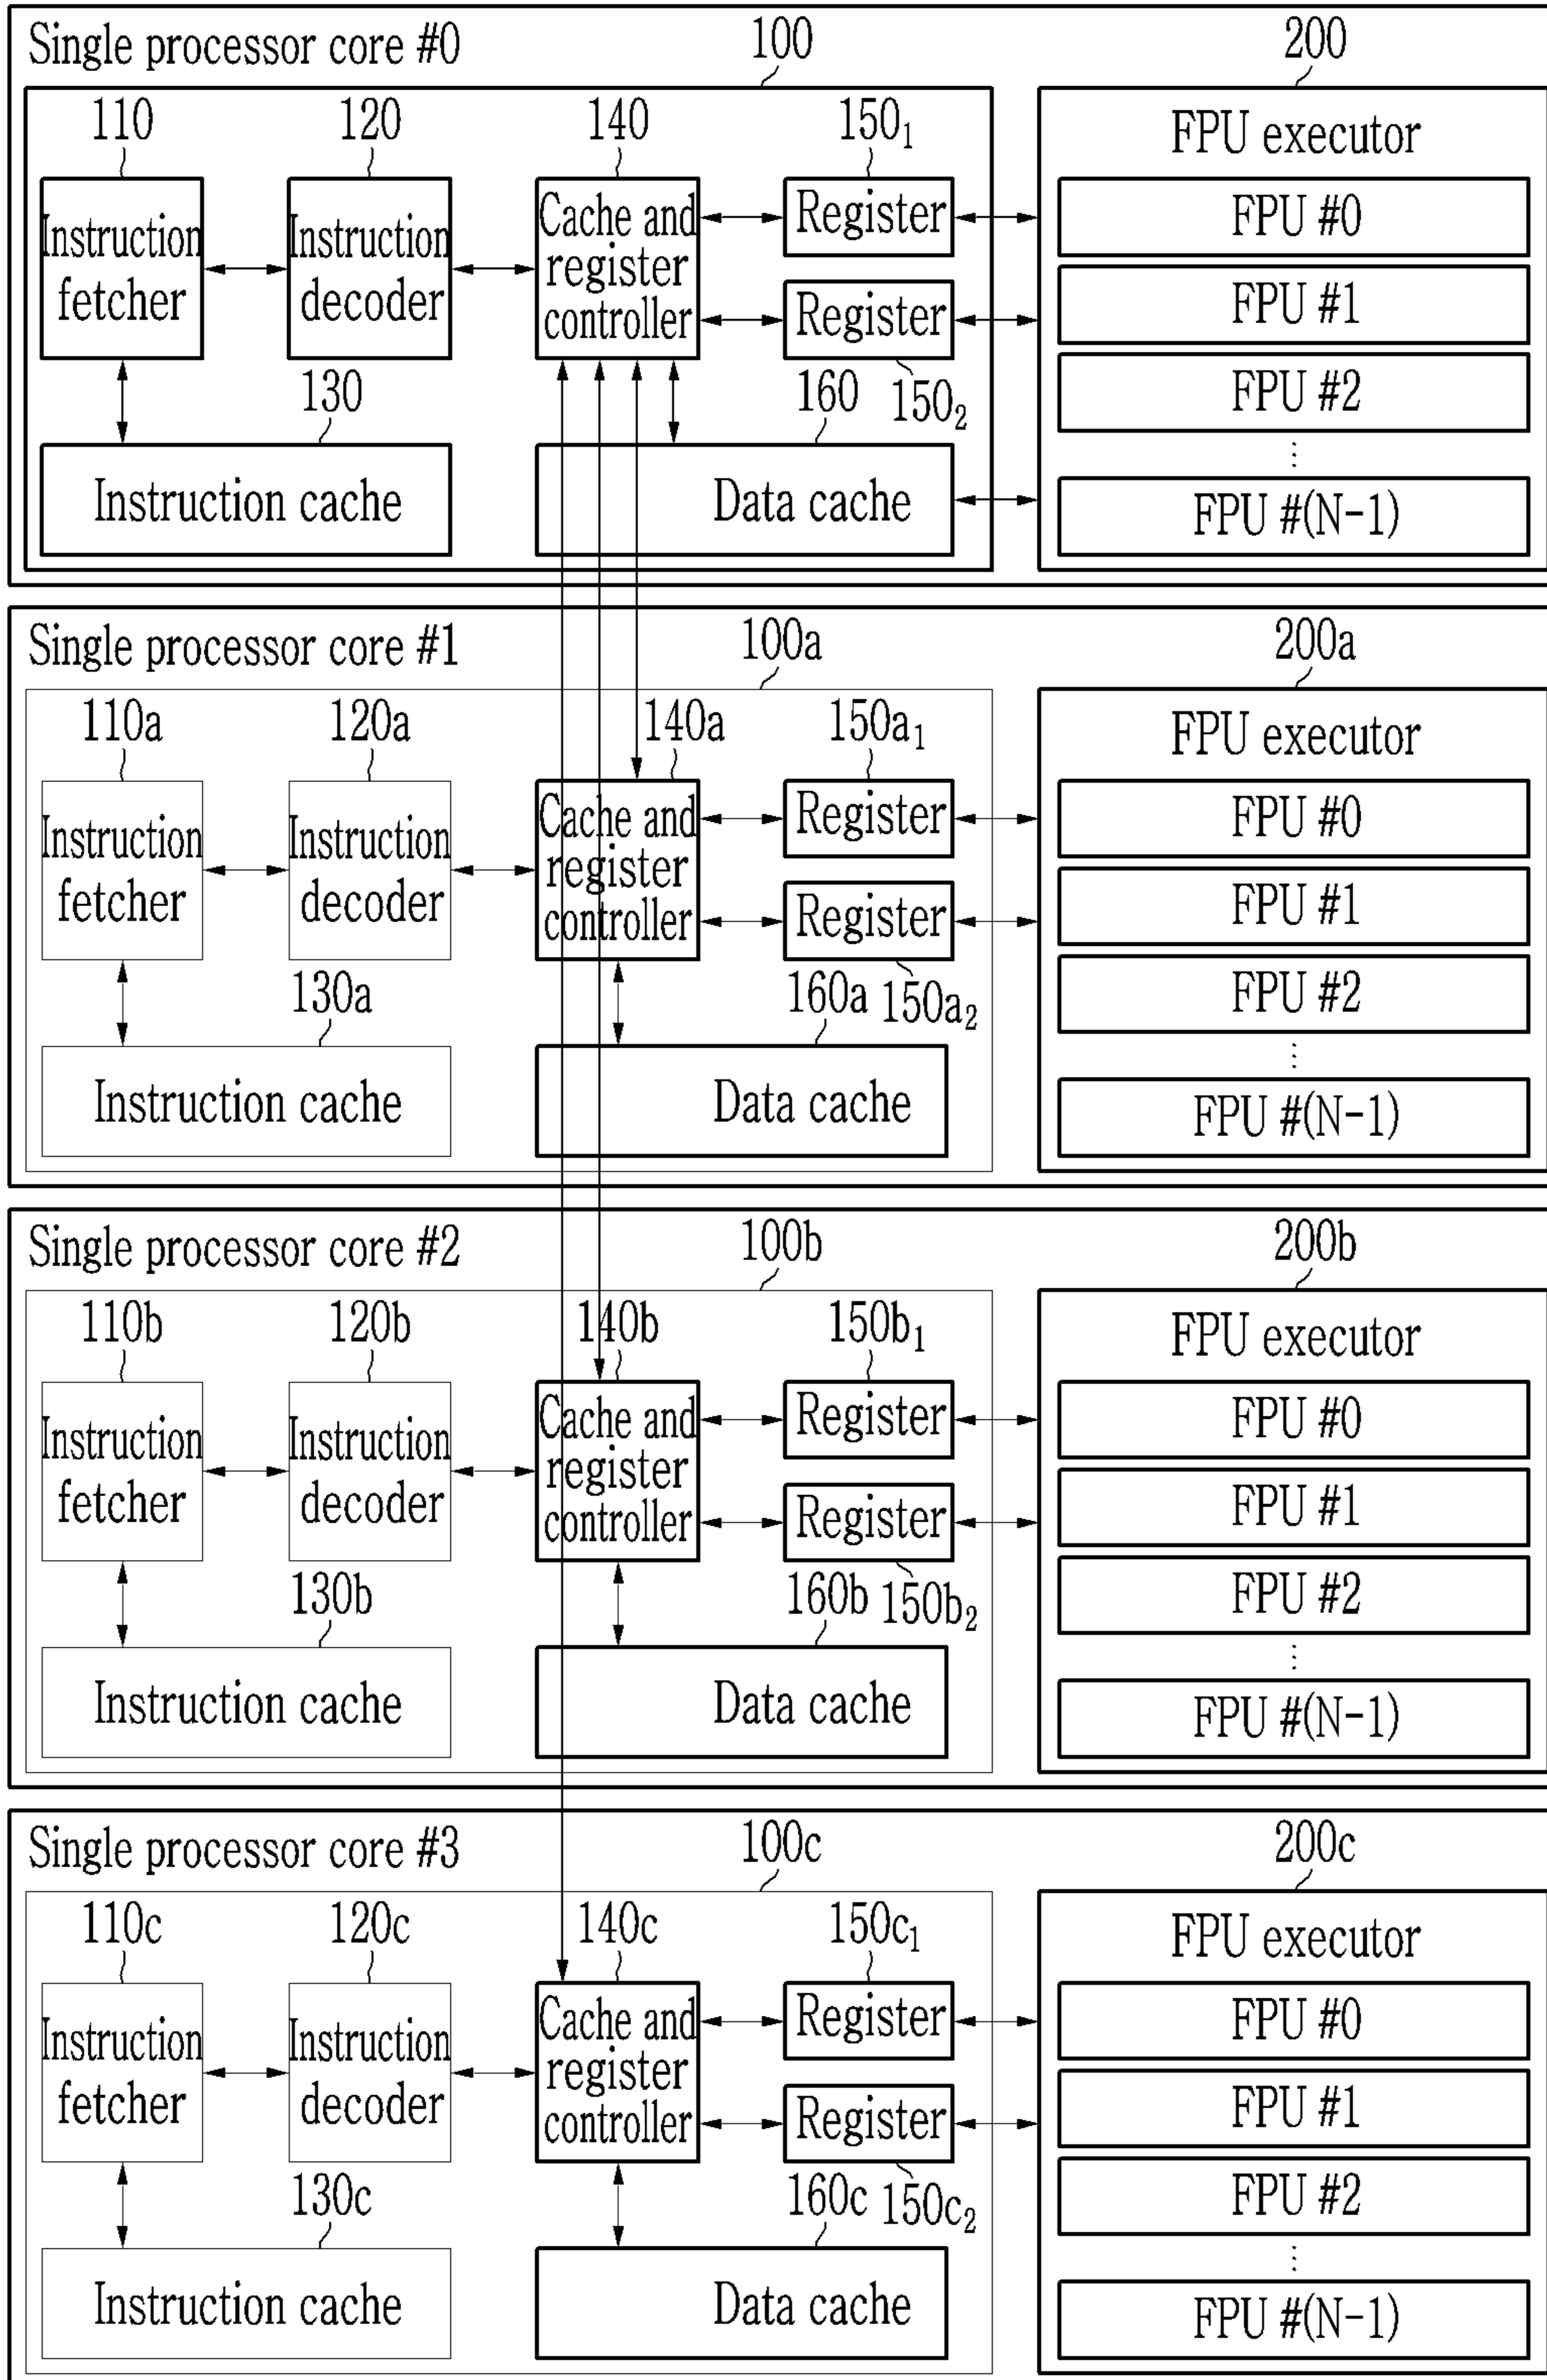 Single processor core #0
100
200
110
120
140
150₁
FPU executor
Instruction
fetcher
Instruction
decoder
Cache and
register
controller
Register
Register
FPU #0
FPU #1
FPU #2
⋮
FPU #(N-1)
130
160
150₂
Instruction cache
Data cache
Single processor core #1
100a
200a
110a
120a
140a
150a₁
FPU executor
Instruction
fetcher
Instruction
decoder
Cache and
register
controller
Register
Register
FPU #0
FPU #1
FPU #2
⋮
FPU #(N-1)
130a
160a
150a₂
Instruction cache
Data cache
Single processor core #2
100b
200b
110b
120b
140b
150b₁
FPU executor
Instruction
fetcher
Instruction
decoder
Cache and
register
controller
Register
Register
FPU #0
FPU #1
FPU #2
⋮
FPU #(N-1)
130b
160b
150b₂
Instruction cache
Data cache
Single processor core #3
100c
200c
110c
120c
140c
150c₁
FPU executor
Instruction
fetcher
Instruction
decoder
Cache and
register
controller
Register
Register
FPU #0
FPU #1
FPU #2
⋮
FPU #(N-1)
130c
160c
150c₂
Instruction cache
Data cache